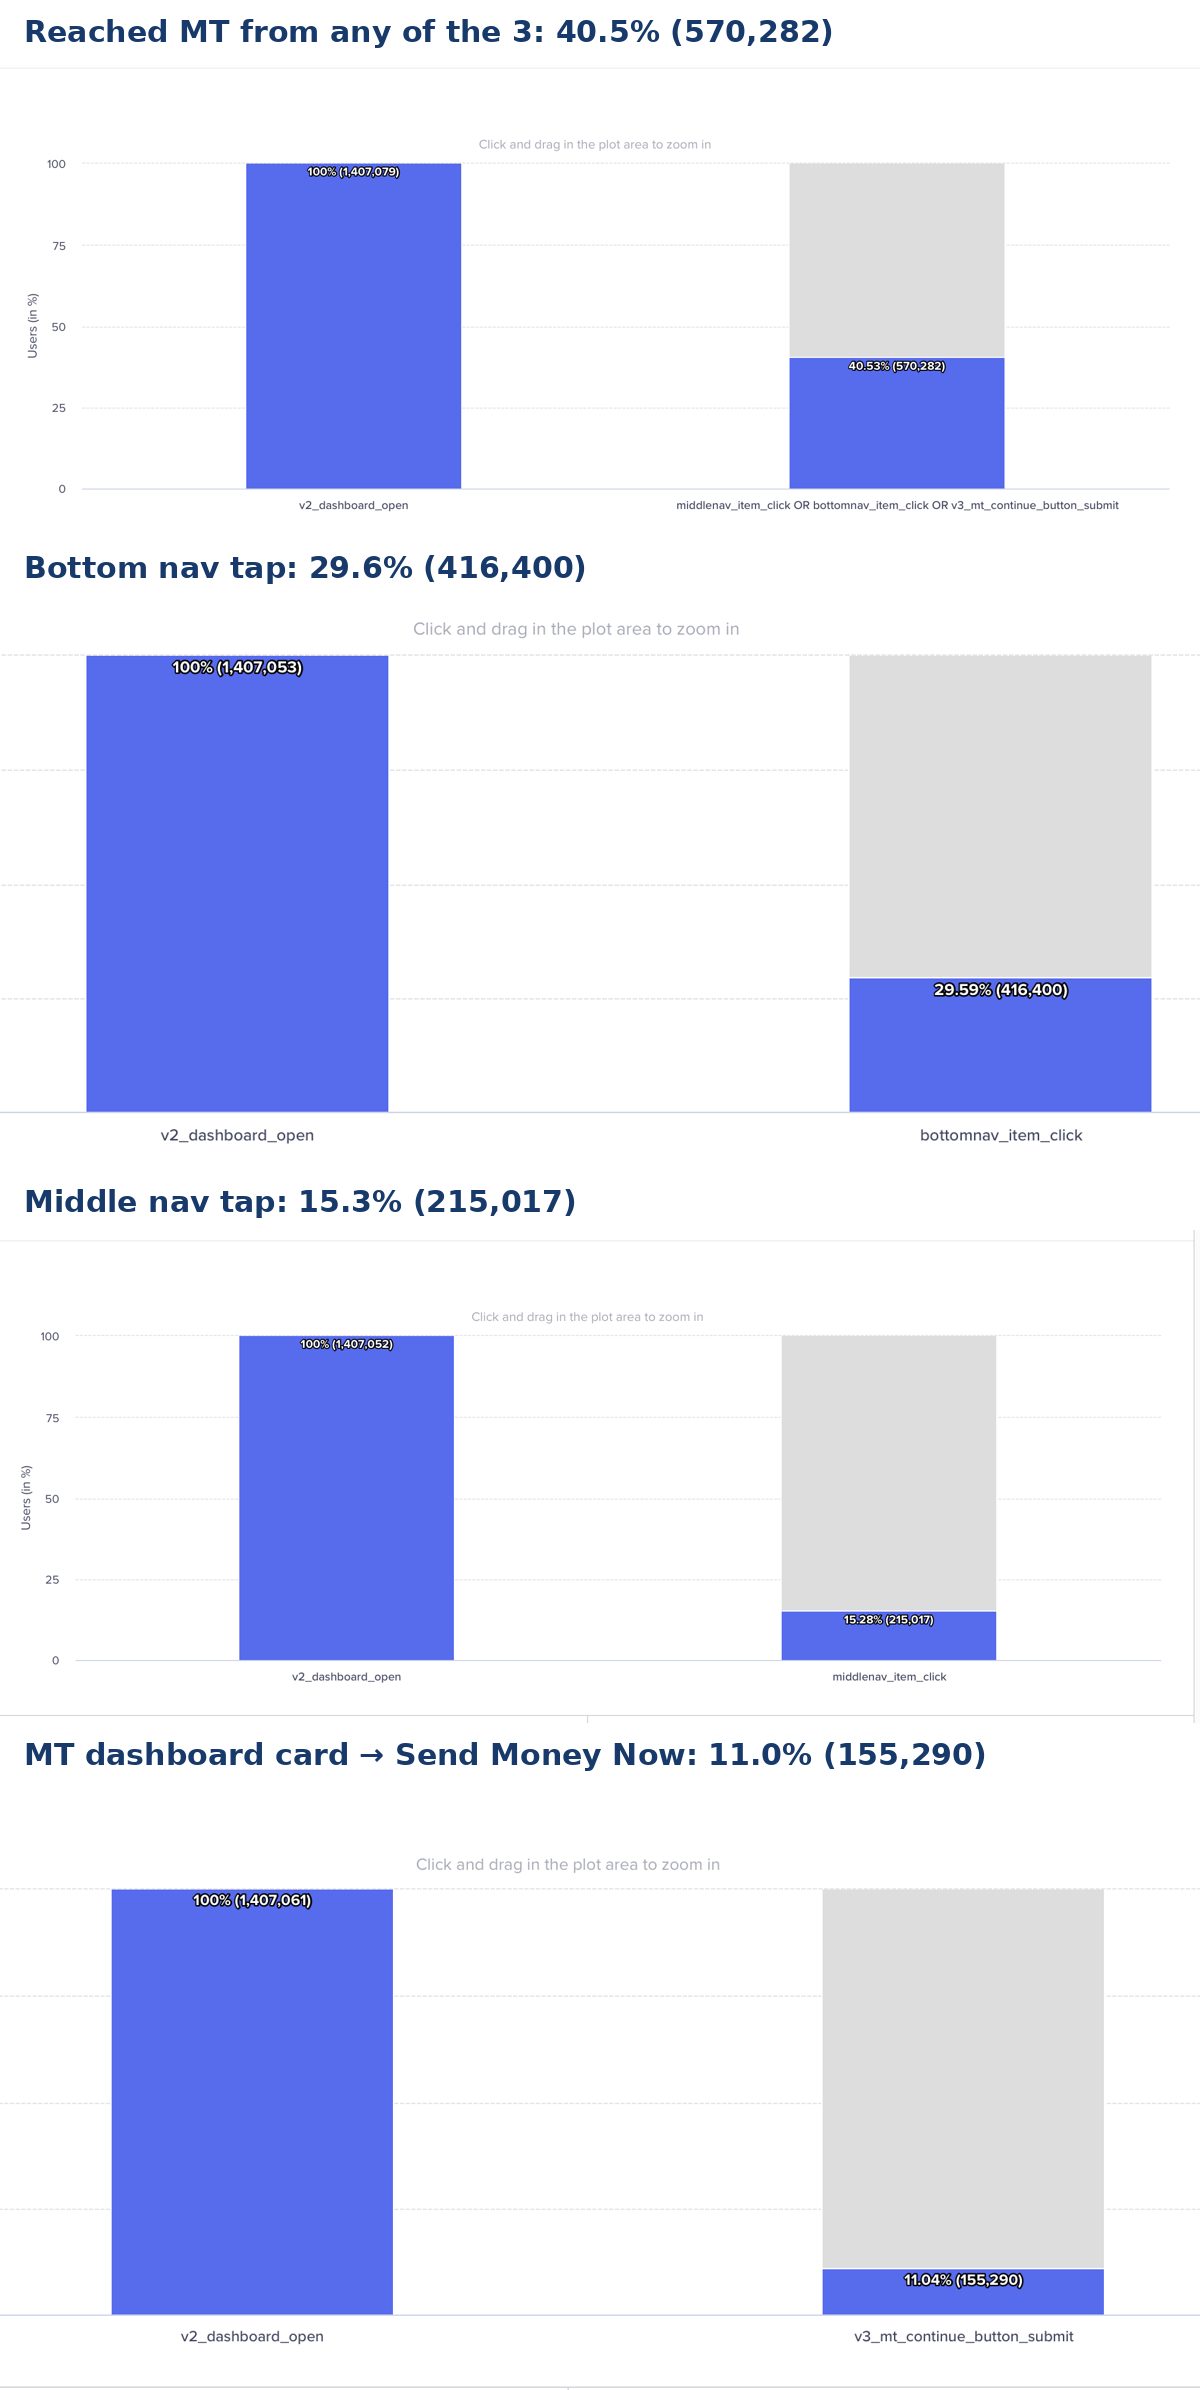 Reached MT from any of the 3: 40.5% (570,282)
Click and drag in the plot area to zoom in
100
100% (1,407,079)
75
Users (in %)
50
40.53% (570,282)
25
0
v2_dashboard_open
middlenav_item_click OR bottomnav_item_click OR v3_mt_continue_button_submit
Bottom nav tap: 29.6% (416,400)
Click and drag in the plot area to zoom in
100% (1,407,053)
29.59% (416,400)
v2_dashboard_open
bottomnav_item_click
Middle nav tap: 15.3% (215,017)
Click and drag in the plot area to zoom in
100
100% (1,407,052)
75
Users (in %)
50
25
15.28% (215,017)
0
v2_dashboard_open
middlenav_item_click
MT dashboard card → Send Money Now: 11.0% (155,290)
Click and drag in the plot area to zoom in
100% (1,407,061)
11.04% (155,290)
v2_dashboard_open
v3_mt_continue_button_submit